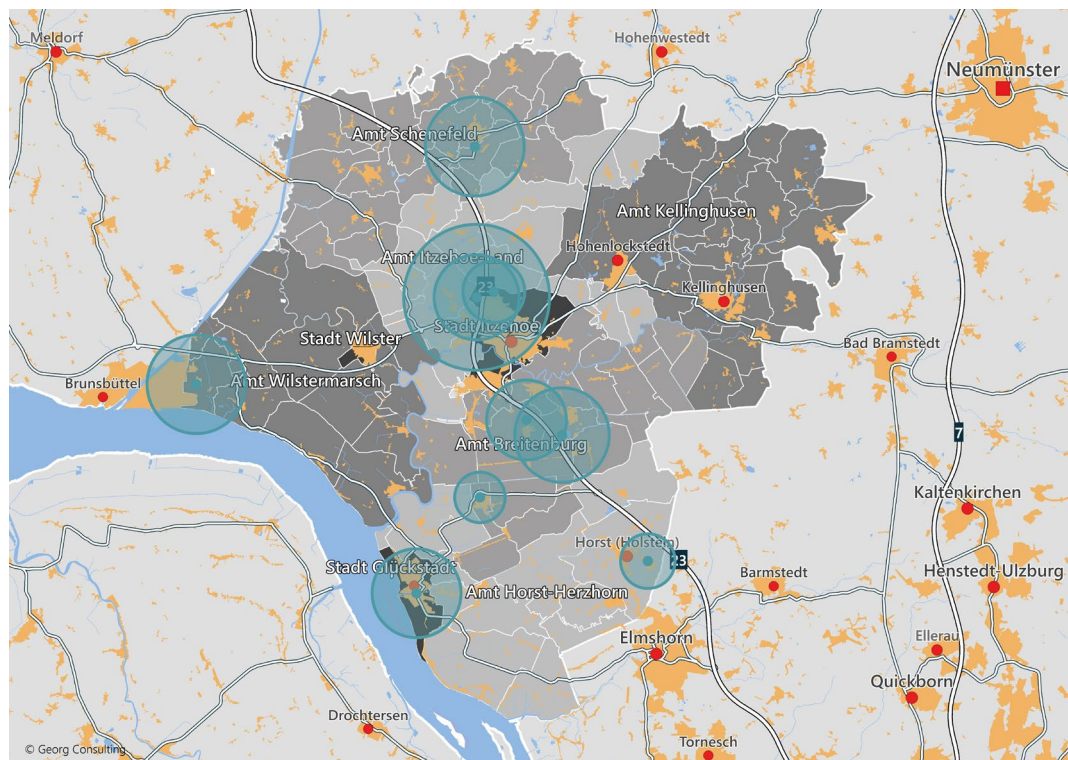 Meldorf
Hohenwestedt
Neumünster
Amt Schenefeld
Amt Kellinghusen
Hohenlockstedt
Amt Itzehoe-Land
23
Kellinghusen
Stadt Itzehoe
Stadt Wilster
Bad Bramstedt
Brunsbüttel
Amt Wilstermarsch
7
Amt Breitenburg
Kaltenkirchen
Horst (Holstein)
23
Stadt Glückstadt
Barmstedt
Henstedt-Ulzburg
Amt Horst-Herzhorn
Elmshorn
Ellerau
Quickborn
Drochtersen
Tornesch
© Georg Consulting